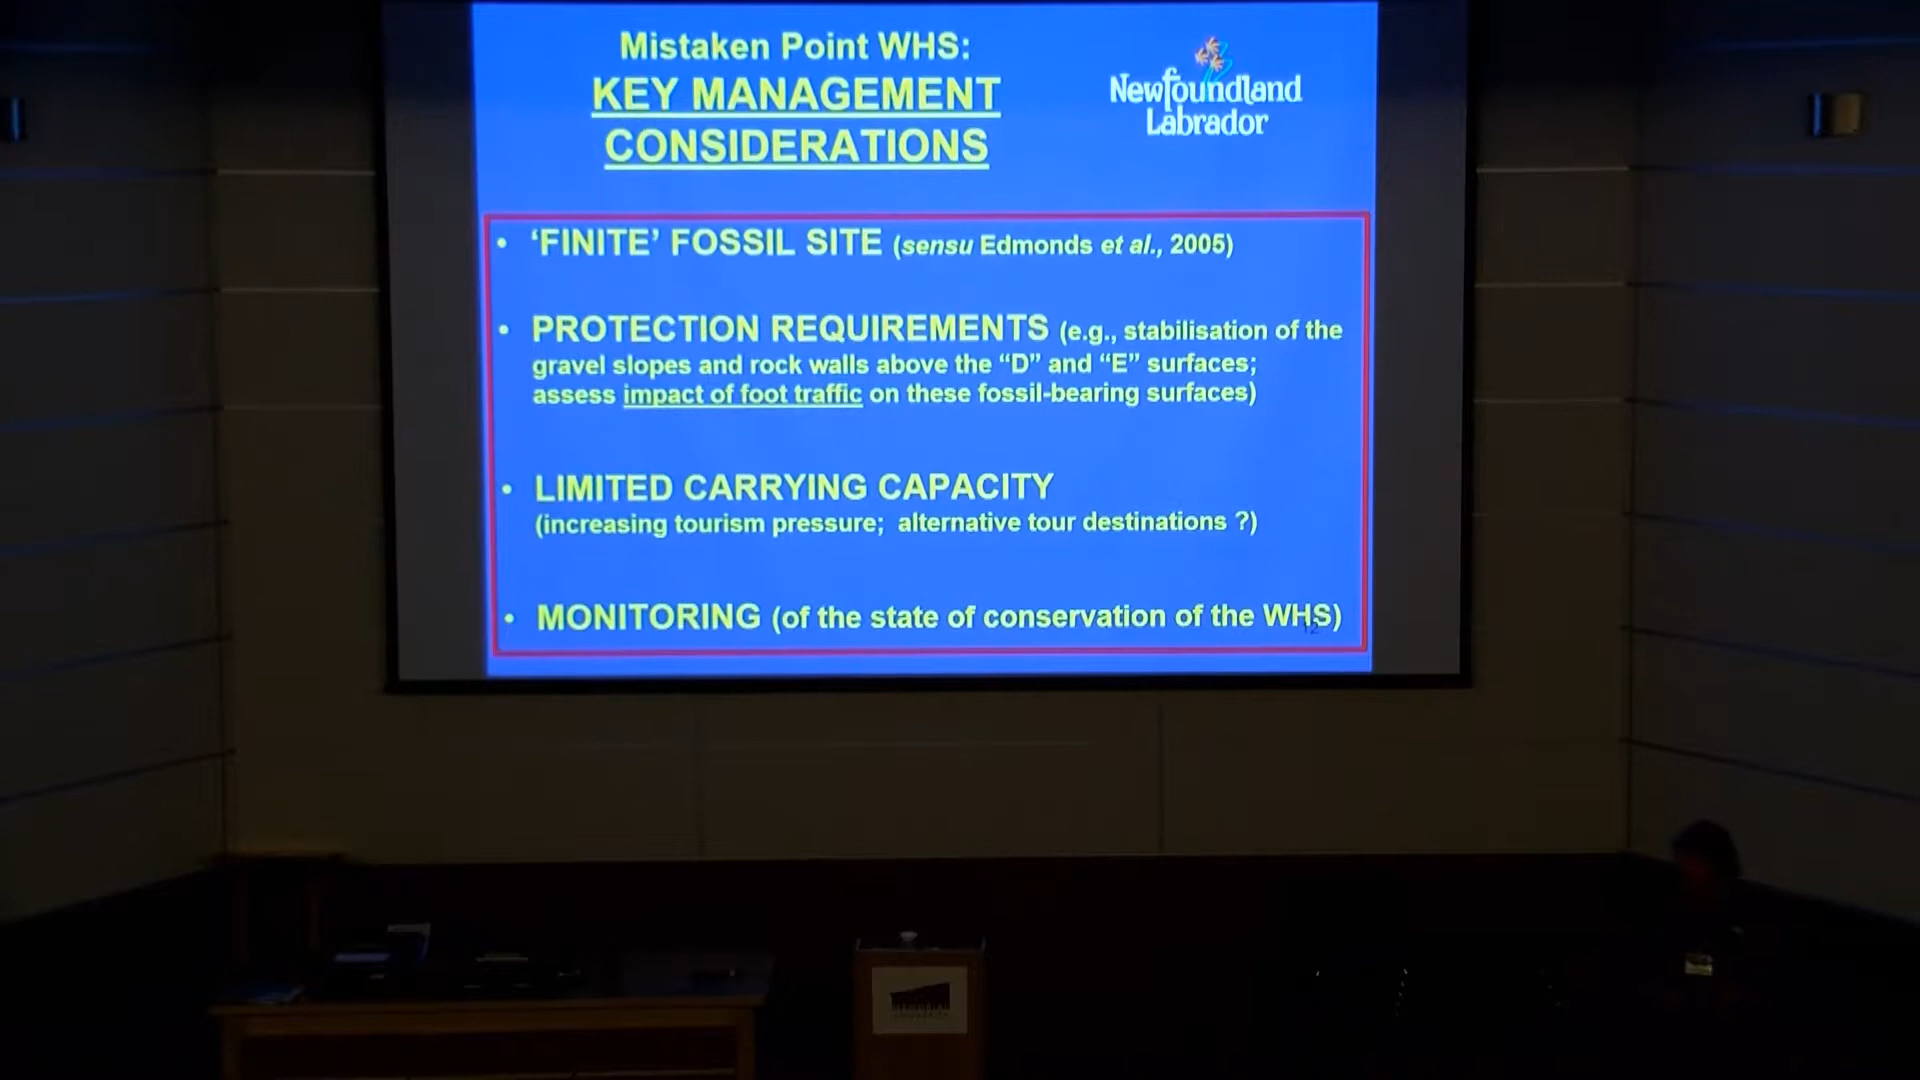 Mistaken Point WHS:
KEY MANAGEMENT
CONSIDERATIONS
Newfoundland
Labrador
• ‘FINITE’ FOSSIL SITE (sensu Edmonds et al., 2005)
• PROTECTION REQUIREMENTS (e.g., stabilisation of the
gravel slopes and rock walls above the “D” and “E” surfaces;
assess impact of foot traffic on these fossil-bearing surfaces)
• LIMITED CARRYING CAPACITY
(increasing tourism pressure; alternative tour destinations ?)
• MONITORING (of the state of conservation of the WHS)
12
MEMORIAL
UNIVERSITY